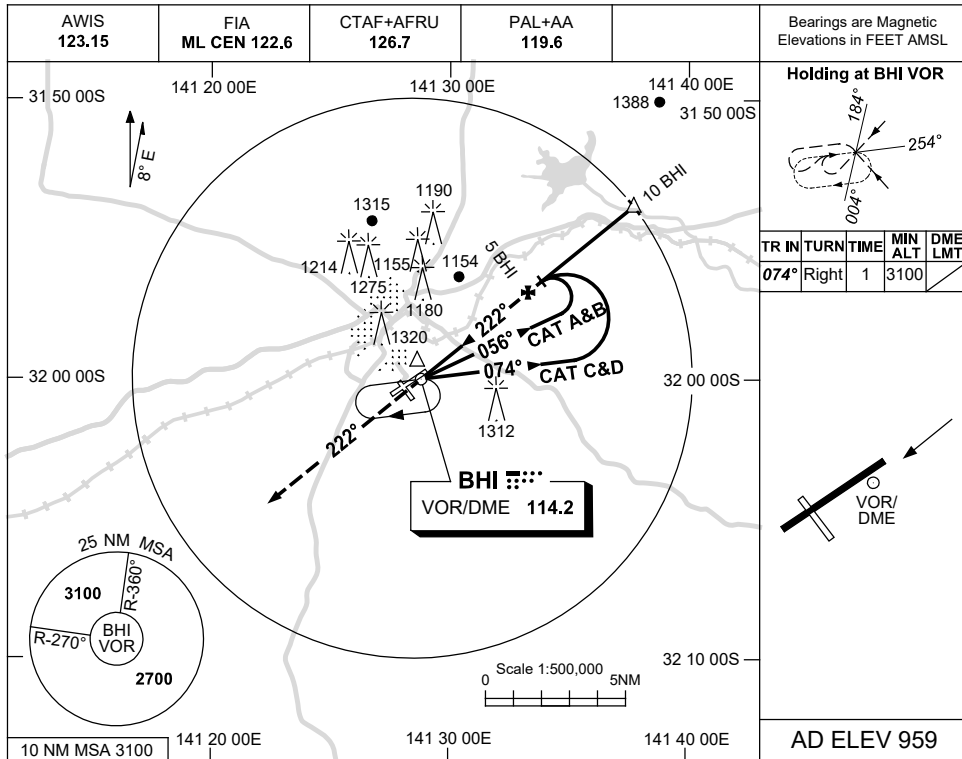 AWIS
123.15
FIA
ML CEN 122.6
CTAF+AFRU
126.7
PAL+AA
119.6
Bearings are Magnetic
Elevations in FEET AMSL
141 20 00E
141 30 00E
141 40 00E
31 50 00S
1388
31 50 00S
8° E
1315
1190
1214
1275
1155
1154
1180
1320
10 BHI
5 BHI
222°
056°
CAT A&B
074°
CAT C&D
32 00 00S
32 00 00S
1312
222°
BHI
VOR/DME 114.2
25 NM MSA
3100
R-360°
R-270°
BHI
VOR
2700
10 NM MSA 3100
Scale 1:500,000
0
5NM
32 10 00S
141 20 00E
141 30 00E
141 40 00E
Holding at BHI VOR
184°
254°
004°
TR IN TURN TIME MIN ALT DME LMT
074° Right 1 3100
VOR/
DME
AD ELEV 959